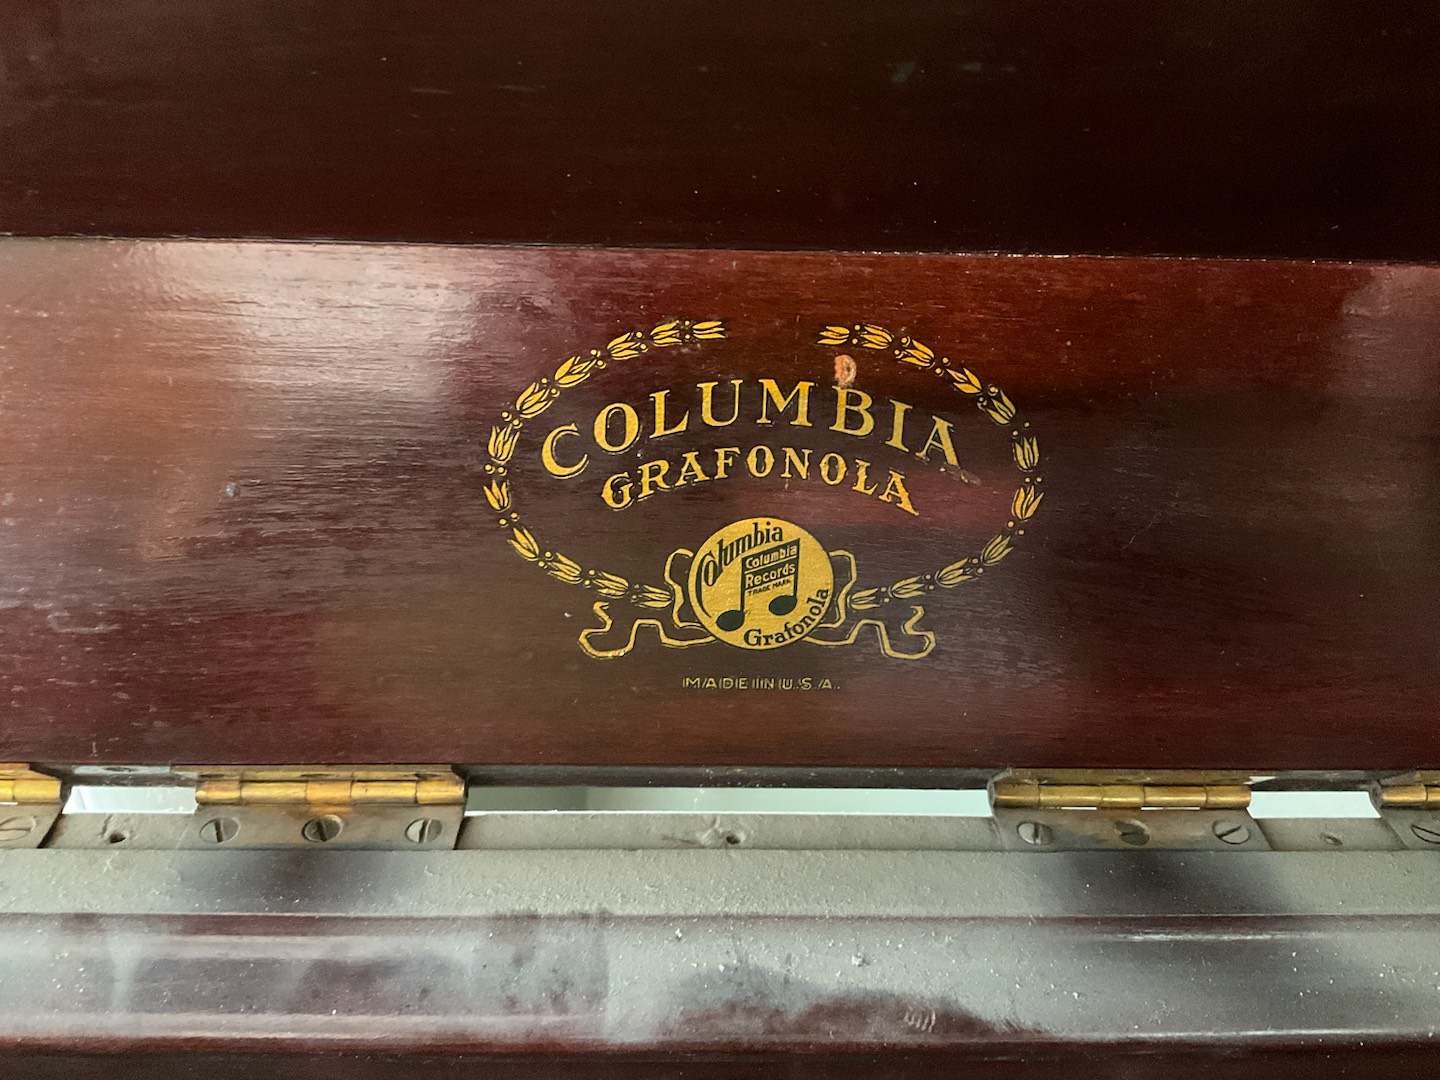 COLUMBIA
GRAFONOLA
Columbia
Columbia
Records
TRADE MARK
Grafonola
MADE IN U.S.A.